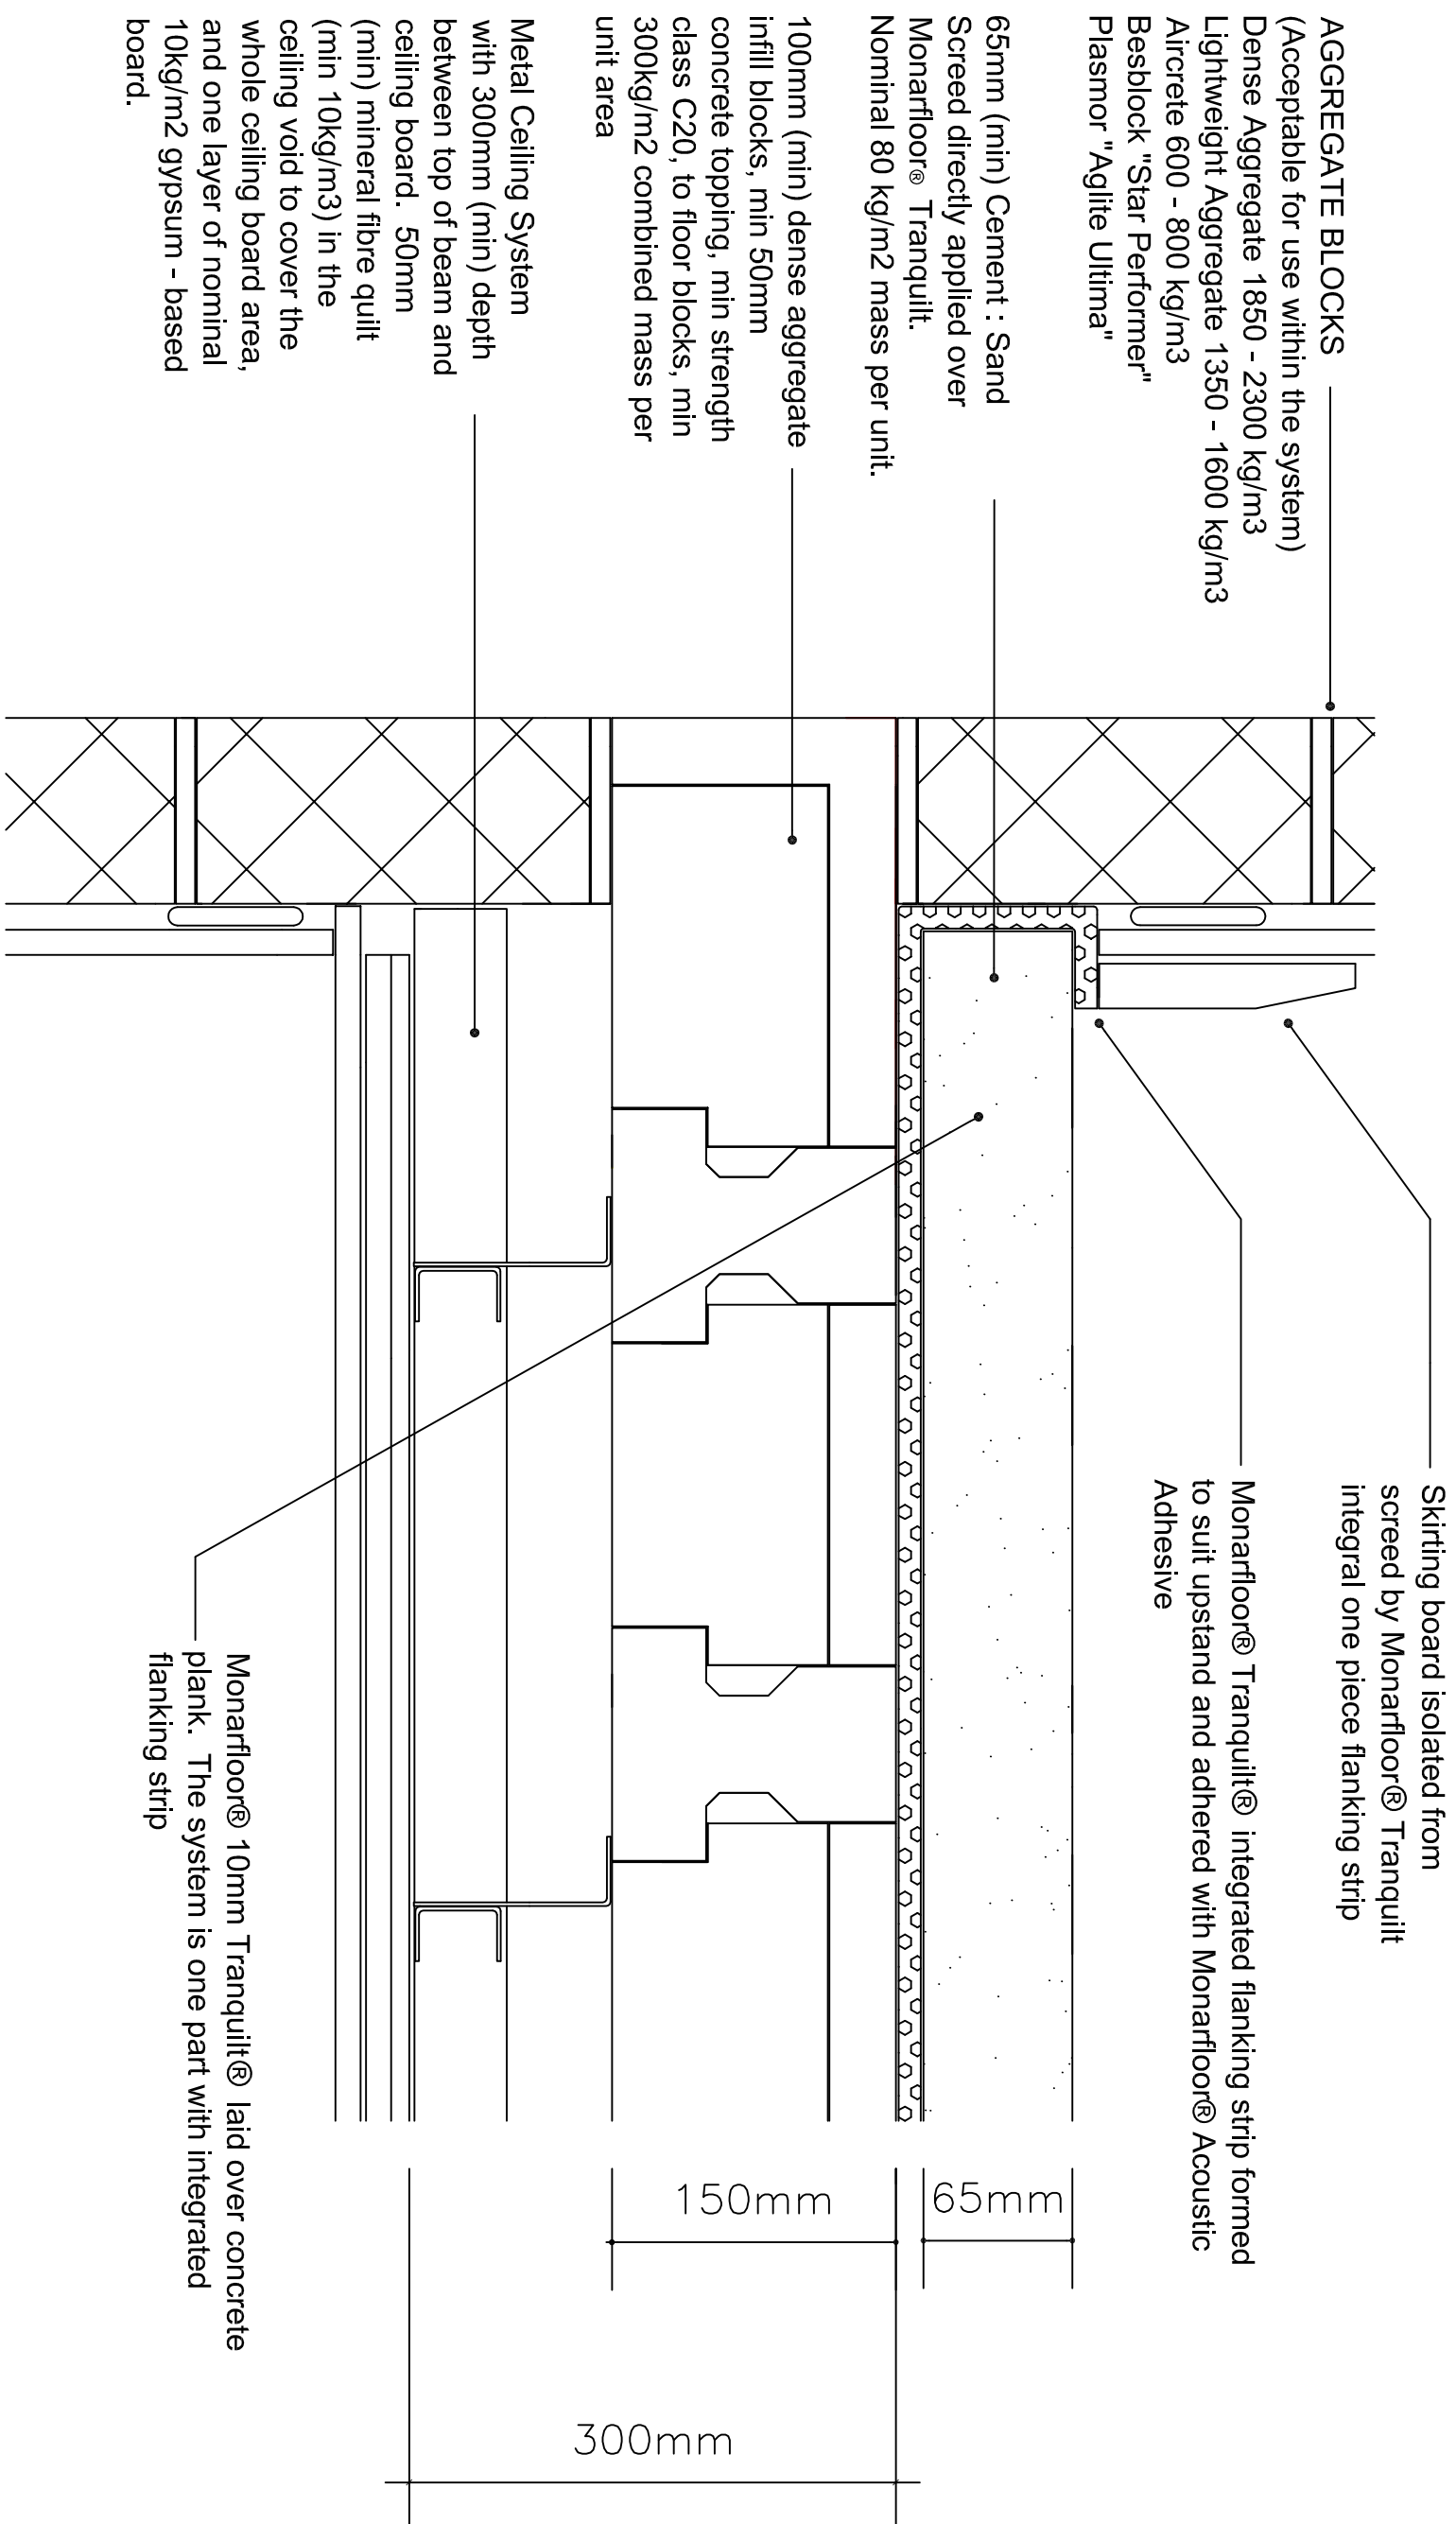 AGGREGATE BLOCKS
(Acceptable for use within the system)
Dense Aggregate 1850 - 2300 kg/m3
Lightweight Aggregate 1350 - 1600 kg/m3
Aircrete 600 - 800 kg/m3
Besblock "Star Performer"
Plasmor "Aglite Ultima"
65mm (min) Cement : Sand
Screed directly applied over
Monarfloor® Tranquilt.
Nominal 80 kg/m2 mass per unit.
100mm (min) dense aggregate
infill blocks, min 50mm
concrete topping, min strength
class C20, to floor blocks, min
300kg/m2 combined mass per
unit area
Metal Ceiling System
with 300mm (min) depth
between top of beam and
ceiling board. 50mm
(min) mineral fibre quilt
(min 10kg/m3) in the
ceiling void to cover the
whole ceiling board area,
and one layer of nominal
10kg/m2 gypsum - based
board.
Skirting board isolated from
screed by Monarfloor® Tranquilt
integral one piece flanking strip
Monarfloor® Tranquilt® integrated flanking strip formed
to suit upstand and adhered with Monarfloor® Acoustic
Adhesive
Monarfloor® 10mm Tranquilt® laid over concrete
plank. The system is one part with integrated
flanking strip
65mm
150mm
300mm